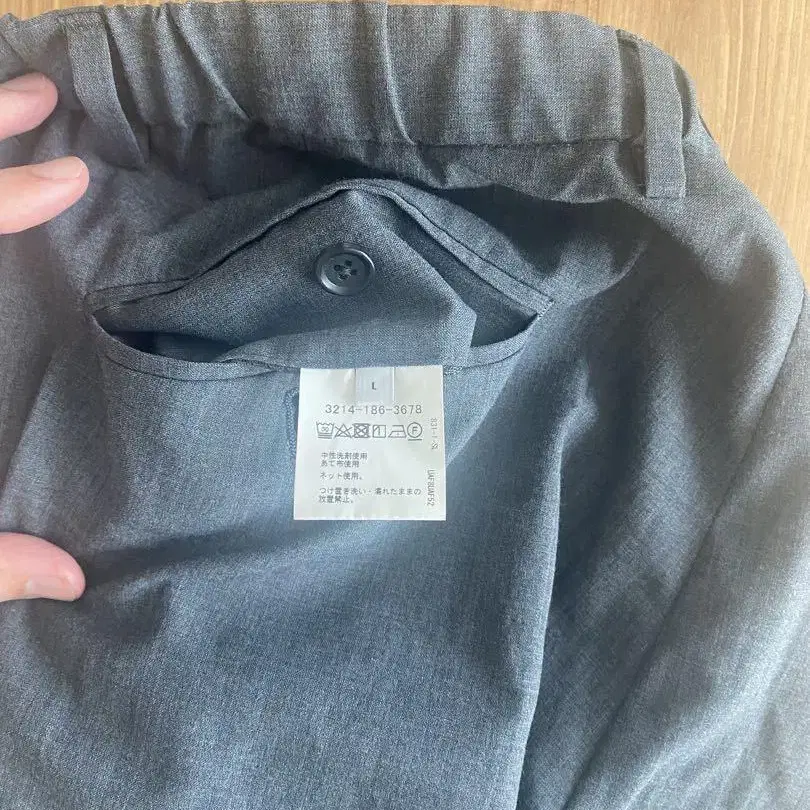 L
3214-186-3678
中性洗剤使用
あて布使用
ネット使用。
つけ置き洗い・濡れたままの
放置禁止。